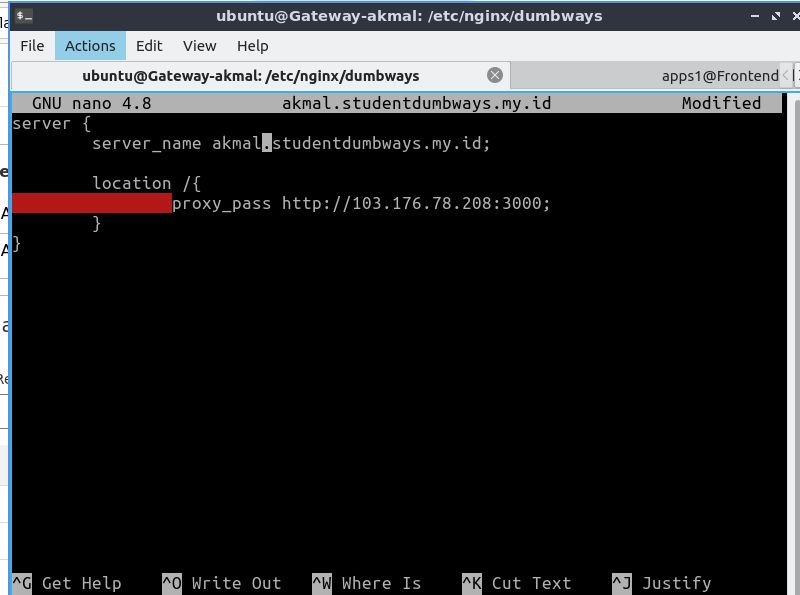 ubuntu@Gateway-akmal: /etc/nginx/dumbways
File Actions Edit View Help
ubuntu@Gateway-akmal: /etc/nginx/dumbways
apps1@Frontend
GNU nano 4.8 akmal.studentdumbways.my.id Modified
server {
server_name akmal.studentdumbways.my.id;
location /{
proxy_pass http://103.176.78.208:3000;
}
}
^G Get Help ^O Write Out ^W Where Is ^K Cut Text ^J Justify